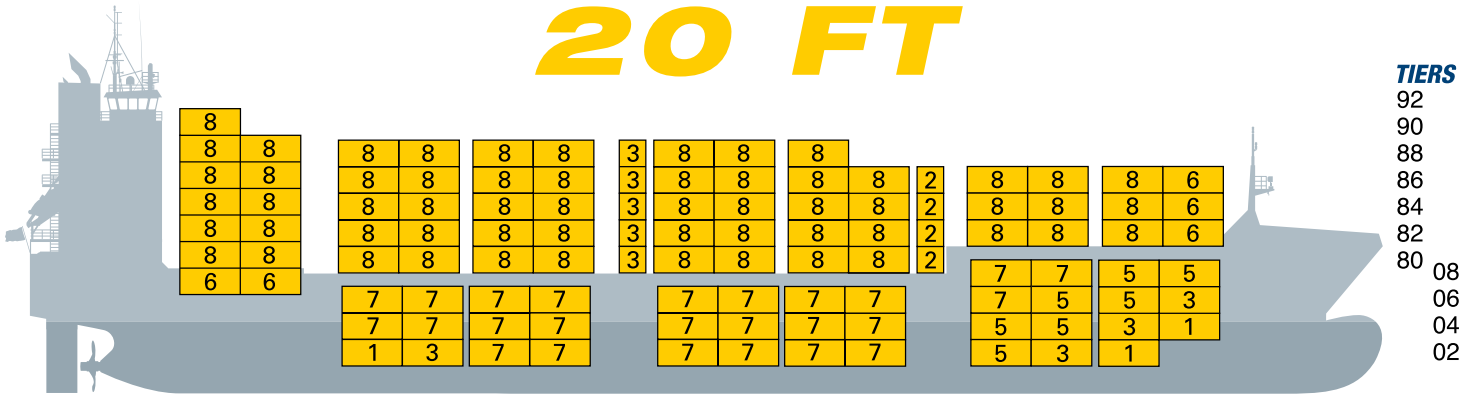 20 FT
TIERS
92
8 90
8 8 8 8 8 8 3 8 8 8 88
8 8 8 8 8 8 3 8 8 8 8 2 8 8 8 6 86
8 8 8 8 8 8 3 8 8 8 8 2 8 8 8 6 84
8 8 8 8 8 8 3 8 8 8 8 2 8 8 8 6 82
8 8 8 8 8 8 3 8 8 8 8 2 80
6 6 7 7 5 5 08
7 7 7 7 7 7 7 7 7 5 5 3 06
7 7 7 7 7 7 7 7 5 5 3 1 04
1 3 7 7 7 7 7 7 5 3 1 02